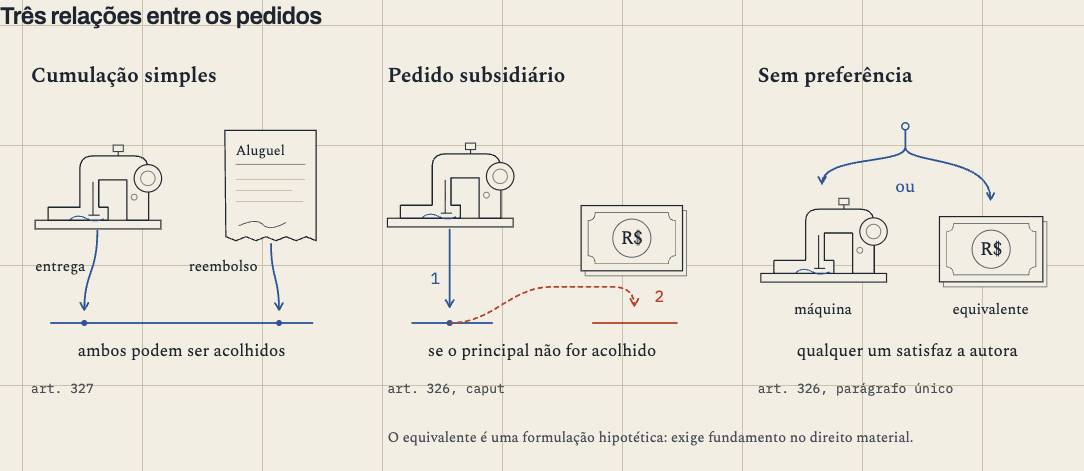 Três relações entre os pedidos
Cumulação simples
Aluguel
entrega
reembolso
ambos podem ser acolhidos
art. 327
Pedido subsidiário
R$
1
2
se o principal não for acolhido
art. 326, caput
Sem preferência
ou
R$
máquina
equivalente
qualquer um satisfaz a autora
art. 326, parágrafo único
O equivalente é uma formulação hipotética: exige fundamento no direito material.